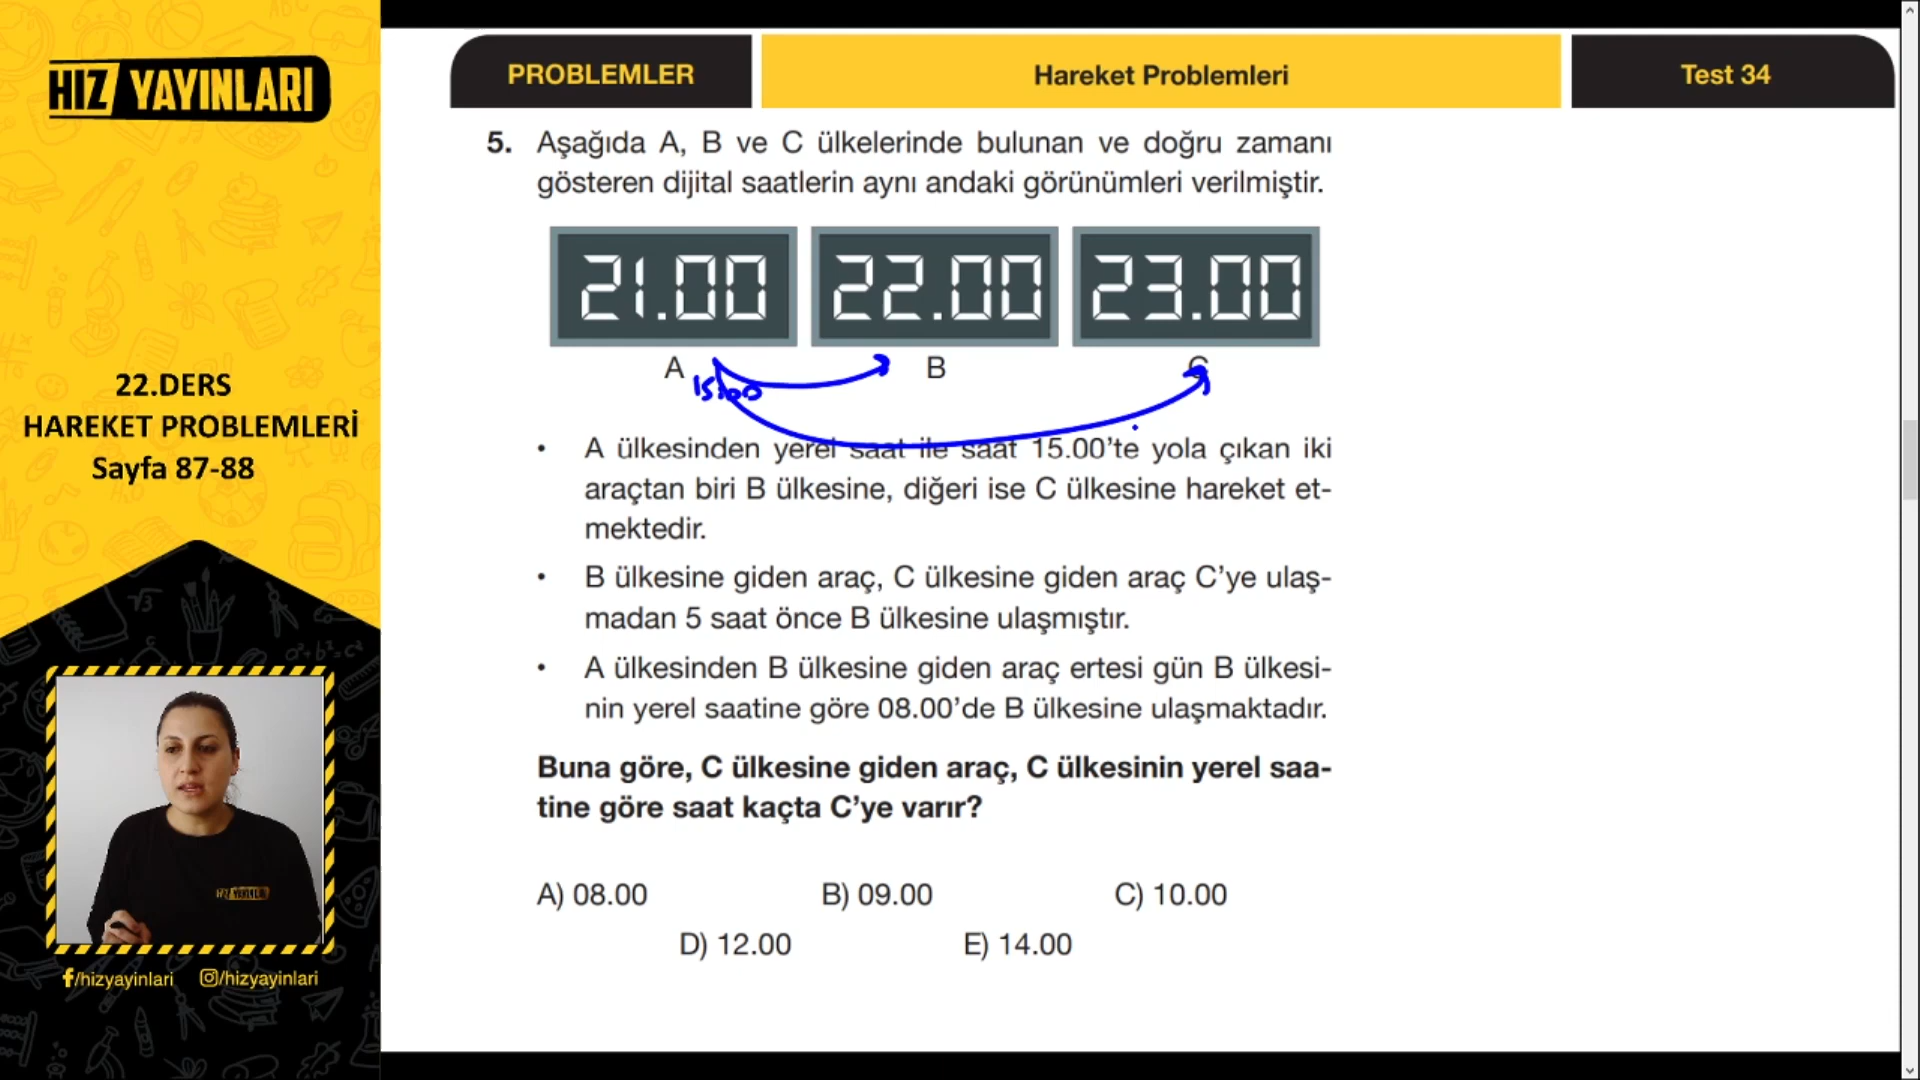 HIZ YAYINLARI
22.DERS
HAREKET PROBLEMLERİ
Sayfa 87-88
/hizyayinlari /hizyayinlari
PROBLEMLER
Hareket Problemleri
Test 34
5. Aşağıda A, B ve C ülkelerinde bulunan ve doğru zamanı
gösteren dijital saatlerin aynı andaki görünümleri verilmiştir.
21.00 22.00 23.00
A B C
15:00
• A ülkesinden yerel saat ile saat 15.00’te yola çıkan iki
araçtan biri B ülkesine, diğeri ise C ülkesine hareket et-
mektedir.
• B ülkesine giden araç, C ülkesine giden araç C’ye ulaş-
madan 5 saat önce B ülkesine ulaşmıştır.
• A ülkesinden B ülkesine giden araç ertesi gün B ülkesi-
nin yerel saatine göre 08.00’de B ülkesine ulaşmaktadır.
Buna göre, C ülkesine giden araç, C ülkesinin yerel saa-
tine göre saat kaçta C’ye varır?
A) 08.00 B) 09.00 C) 10.00
D) 12.00 E) 14.00